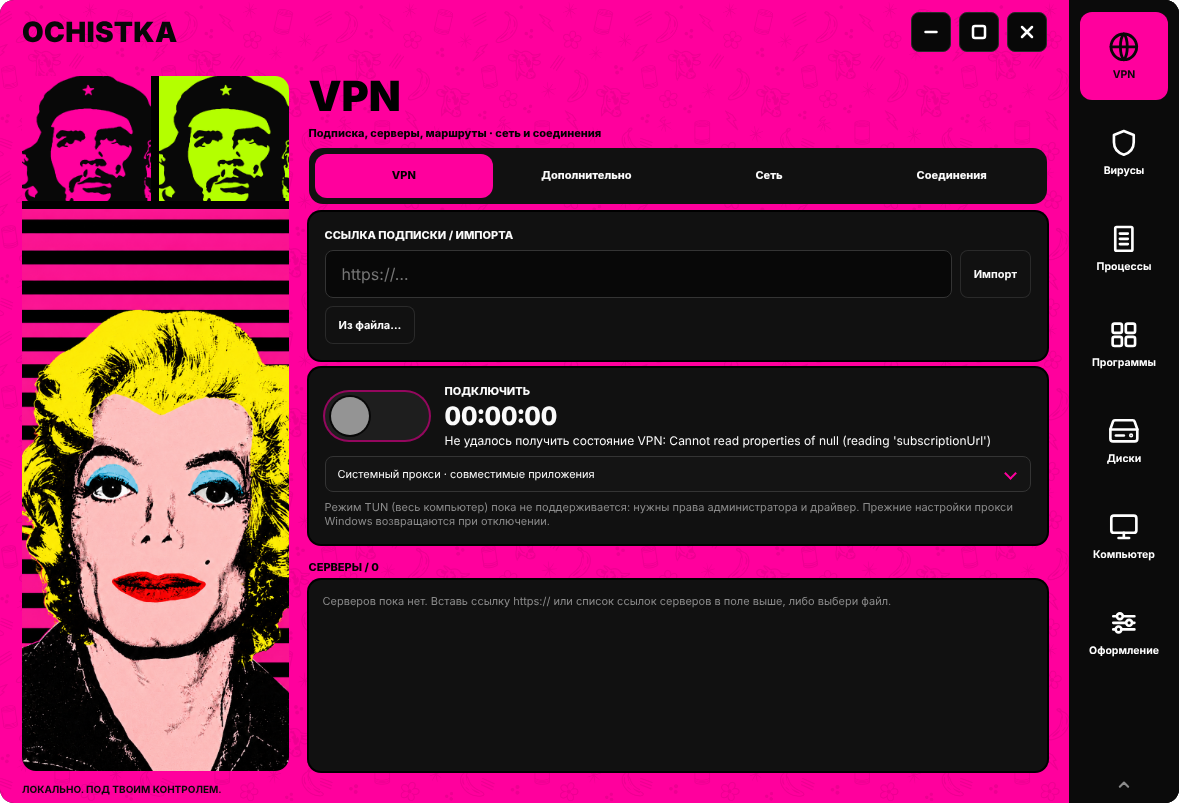 OCHISTKA
VPN
Подписка, серверы, маршруты · сеть и соединения
VPN
Дополнительно
Сеть
Соединения
ССЫЛКА ПОДПИСКИ / ИМПОРТА
https://...
Импорт
Из файла...
ПОДКЛЮЧИТЬ
00:00:00
Не удалось получить состояние VPN: Cannot read properties of null (reading 'subscriptionUrl')
Системный прокси · совместимые приложения
Режим TUN (весь компьютер) пока не поддерживается: нужны права администратора и драйвер. Прежние настройки прокси
Windows возвращаются при отключении.
СЕРВЕРЫ / 0
Серверов пока нет. Вставь ссылку https:// или список ссылок серверов в поле выше, либо выбери файл.
ЛОКАЛЬНО. ПОД ТВОИМ КОНТРОЛЕМ.
VPN
Вирусы
Процессы
Программы
Диски
Компьютер
Оформление